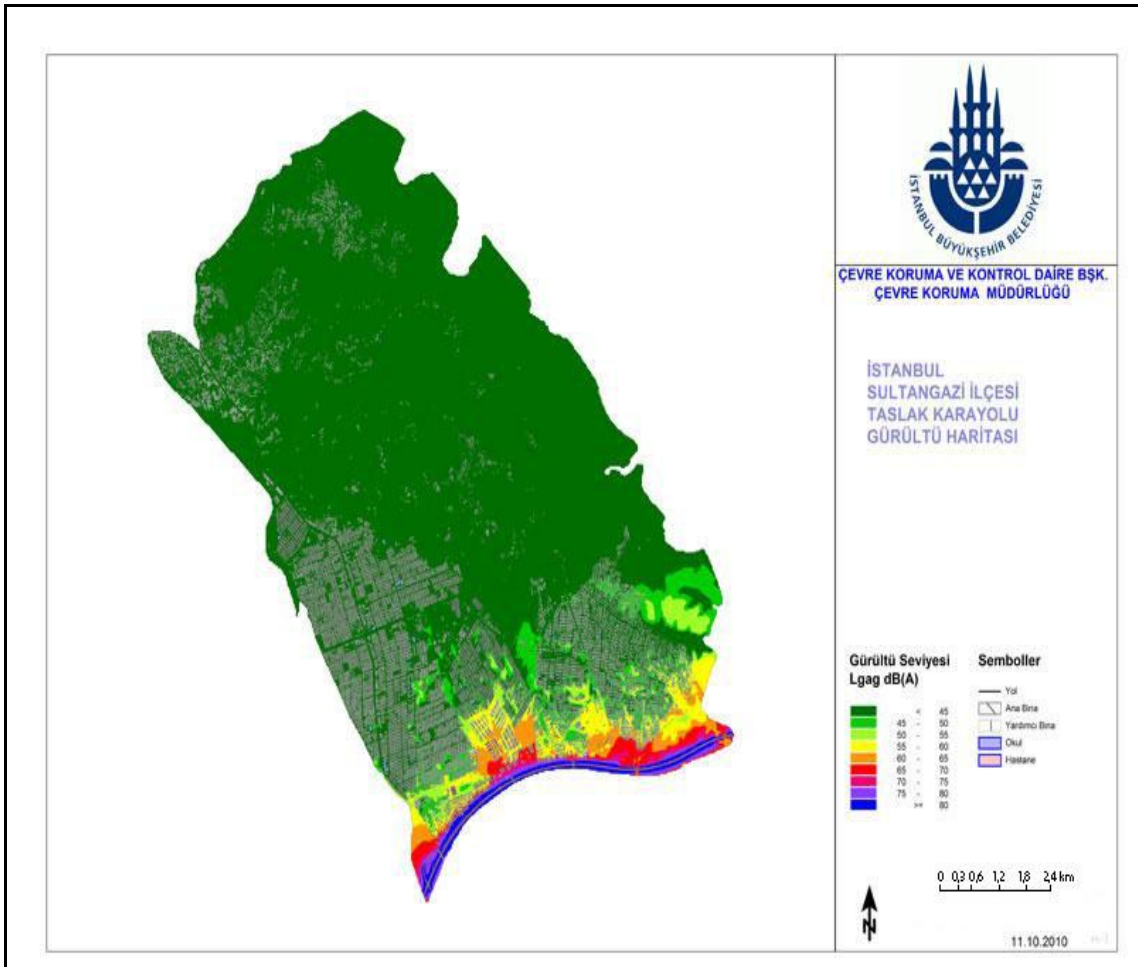 İSTANBUL BÜYÜKŞEHİR BELEDİYESİ
ÇEVRE KORUMA VE KONTROL DAİRE BŞK.
ÇEVRE KORUMA MÜDÜRLÜĞÜ
İSTANBUL
SULTANGAZİ İLÇESİ
TASLAK KARAYOLU
GÜRÜLTÜ HARİTASI
Gürültü Seviyesi
Lgag dB(A)
< 45
45 - 50
50 - 55
55 - 60
60 - 65
65 - 70
70 - 75
75 - 80
>= 80
Semboller
Yol
Ana Bina
Yardımcı Bina
Okul
Hastane
0 0,3 0,6 1,2 1,8 2,4 km
N
11.10.2010